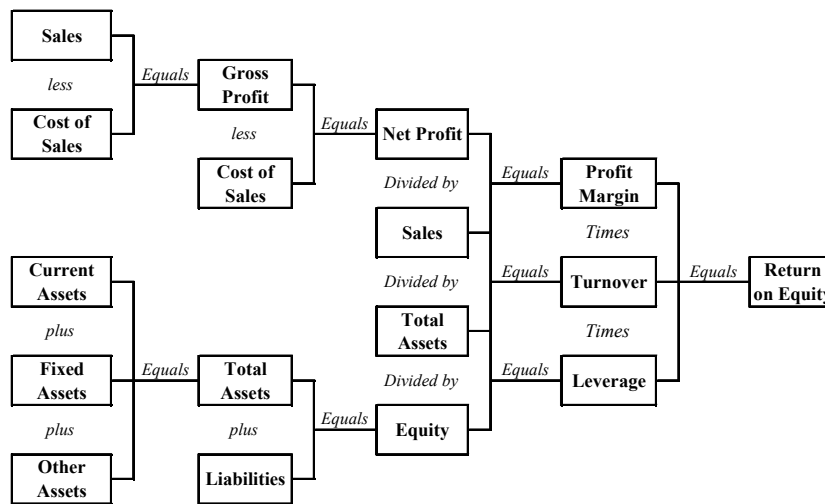 Sales
less
Cost of
Sales
Equals
Gross
Profit
less
Cost of
Sales
Equals
Net Profit
Divided by
Sales
Divided by
Total
Assets
Divided by
Equity
Equals
Profit
Margin
Times
Equals
Turnover
Times
Equals
Leverage
Equals
Return
on Equity
Current
Assets
plus
Fixed
Assets
plus
Other
Assets
Equals
Total
Assets
plus
Liabilities
Equals